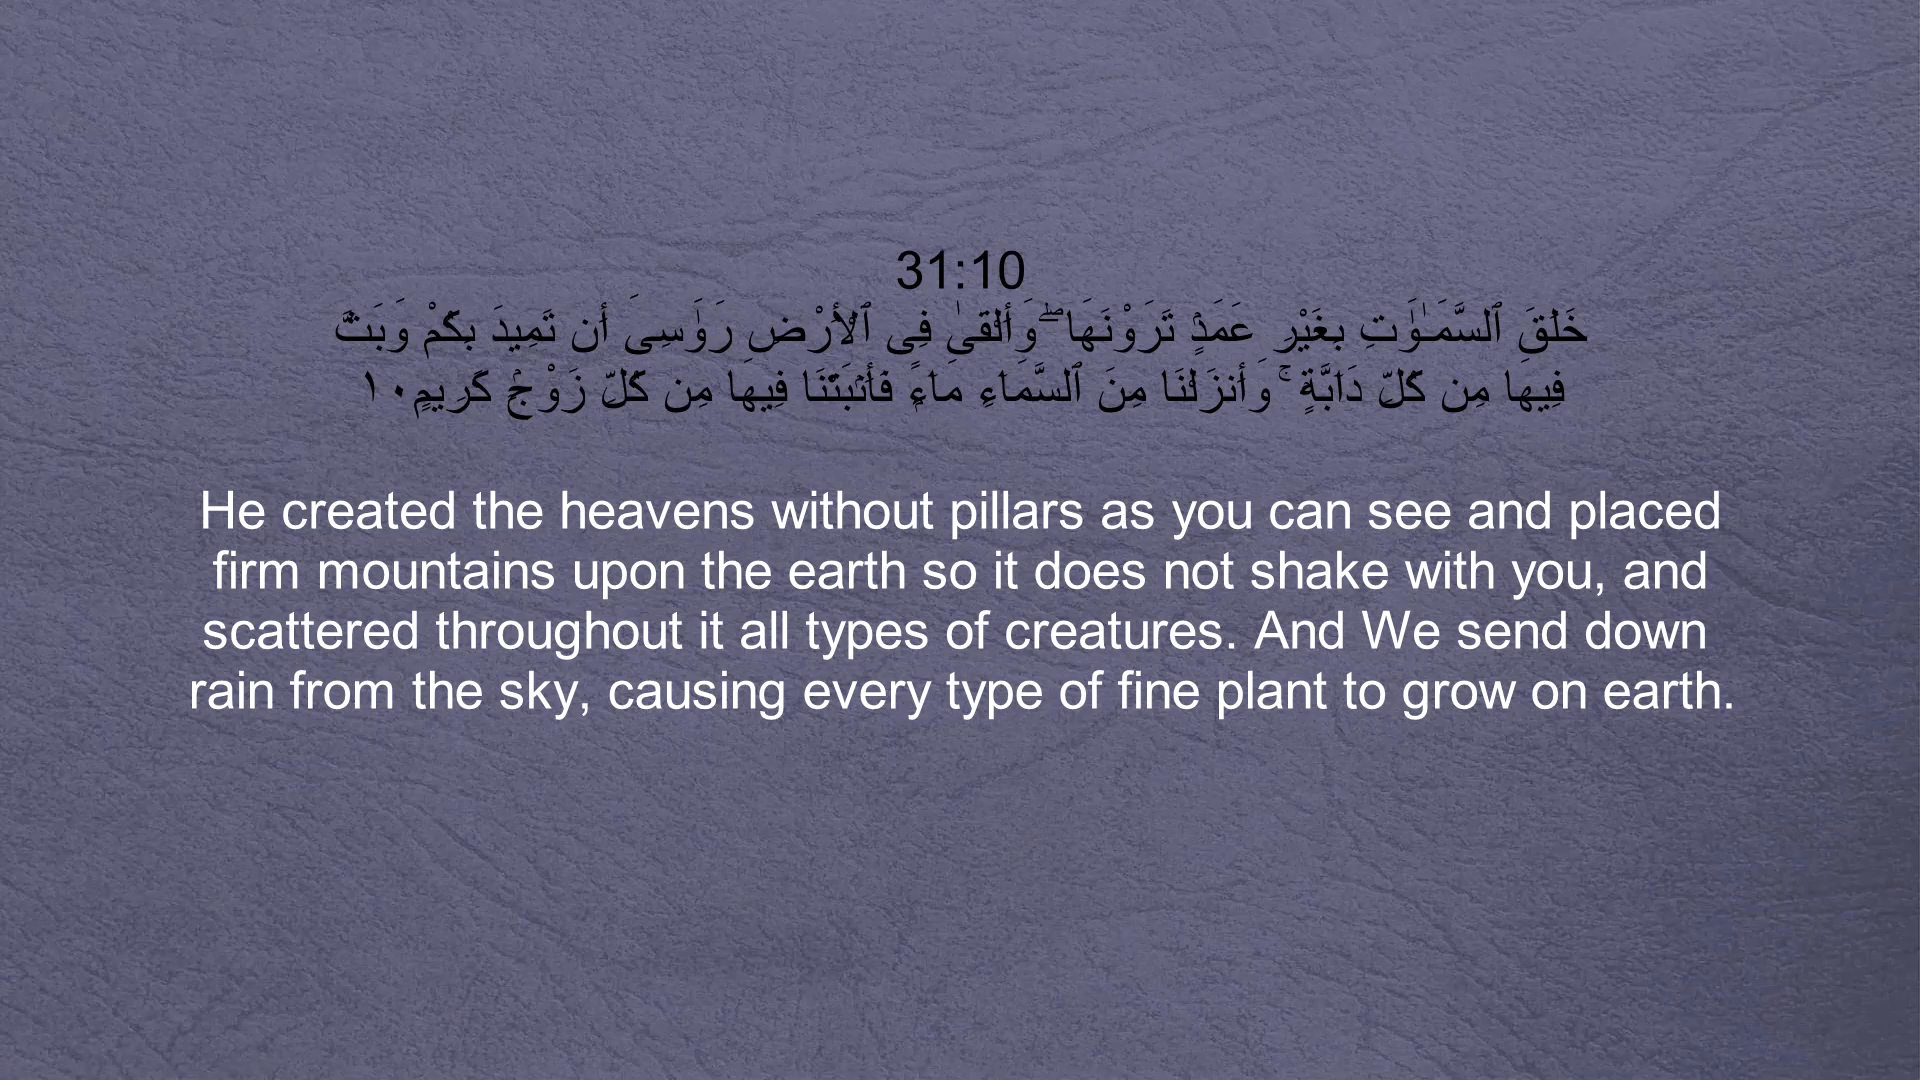 31:10
خَلَقَ ٱلسَّمَـٰوَٰتِ بِغَيْرِ عَمَدٍۢ تَرَوْنَهَا ۖ وَأَلْقَىٰ فِى ٱلْأَرْضِ رَوَٰسِىَ أَن تَمِيدَ بِكُمْ وَبَثَّ
فِيهَا مِن كُلِّ دَآبَّةٍۢ ۚ وَأَنزَلْنَا مِنَ ٱلسَّمَآءِ مَآءًۭ فَأَنۢبَتْنَا فِيهَا مِن كُلِّ زَوْجٍۢ كَرِيمٍ ١٠
He created the heavens without pillars as you can see and placed
firm mountains upon the earth so it does not shake with you, and
scattered throughout it all types of creatures. And We send down
rain from the sky, causing every type of fine plant to grow on earth.